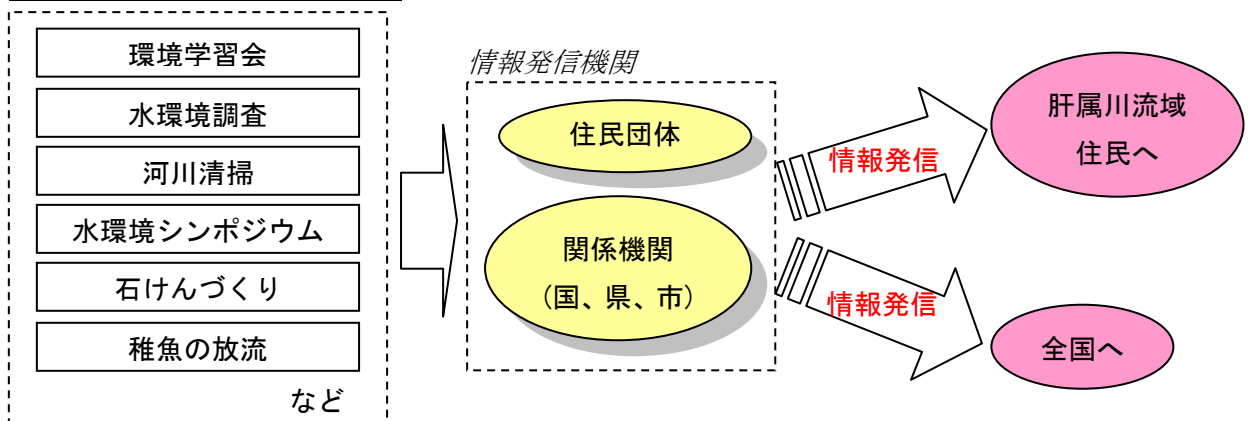 環境学習会
水環境調査
河川清掃
水環境シンポジウム
石けんづくり
稚魚の放流
など
情報発信機関
住民団体
関係機関
（国、県、市）
情報発信
情報発信
肝属川流域
住民へ
全国へ